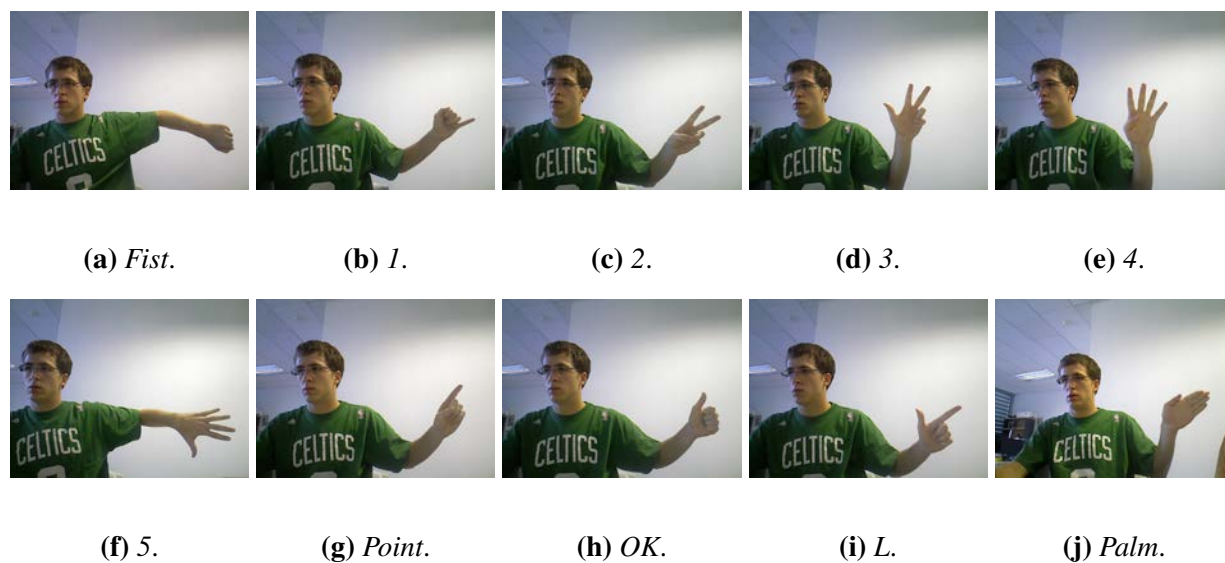 CELTICS
CELTICS
CELTICS
CELTICS
CELTICS
(a) Fist.
(b) 1.
(c) 2.
(d) 3.
(e) 4.
CELTICS
CELTICS
CELTICS
CELTICS
CELTICS
(f) 5.
(g) Point.
(h) OK.
(i) L.
(j) Palm.